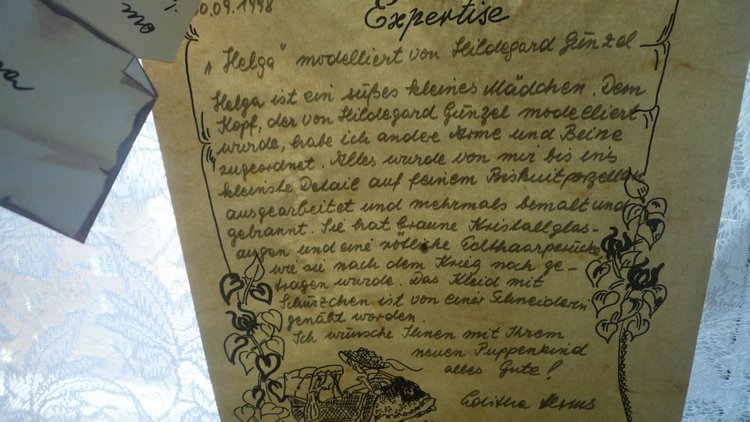 0.09.1998
Expertise
"Helga" modelliert von Hildegard Günzel
Helga ist ein süßes kleines Mädchen. Dem
Kopf, der von Hildegard Günzel modelliert
wurde, habe ich andere Arme und Beine
zugeordnet. Alles wurde von mir bis ins
kleinste Detail auf feinem Biskuitporzellan
ausgearbeitet und mehrmals bemalt und
gebrannt. Sie hat braune Kristallglas-
augen und eine rötliche Echthaarperücke
wie sie nach dem Krieg noch ge-
tragen wurde. Das Kleid mit
Schürzchen ist von einer Schneiderin
genäht worden.
Ich wünsche Ihnen mit Ihrem
neuen Puppenkind
alles Gute!